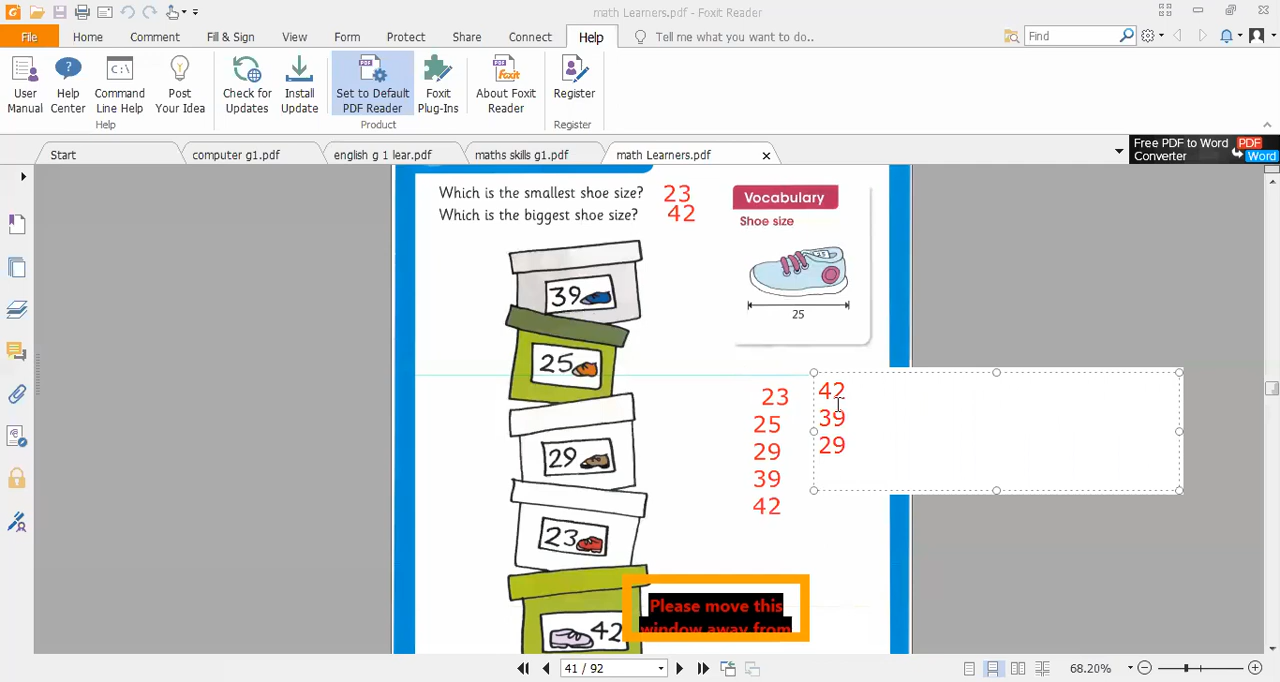 math Learners.pdf - Foxit Reader
File Home Comment Fill & Sign View Form Protect Share Connect Help Tell me what you want to do.. Find
User Manual
Help Center
Command Line Help
Post Your Idea
Check for Updates
Install Update
Set to Default PDF Reader
Foxit Plug-Ins
About Foxit Reader
Register
Help Product Register
Start computer g1.pdf english g 1 lear.pdf maths skills g1.pdf math Learners.pdf
Free PDF to Word Converter
PDF
Word
Which is the smallest shoe size? 23
Which is the biggest shoe size? 42
Vocabulary
Shoe size
25
39
25
29
23
42
23
25
29
39
42
42
39
29
Please move this
window away from
41 / 92
68.20%